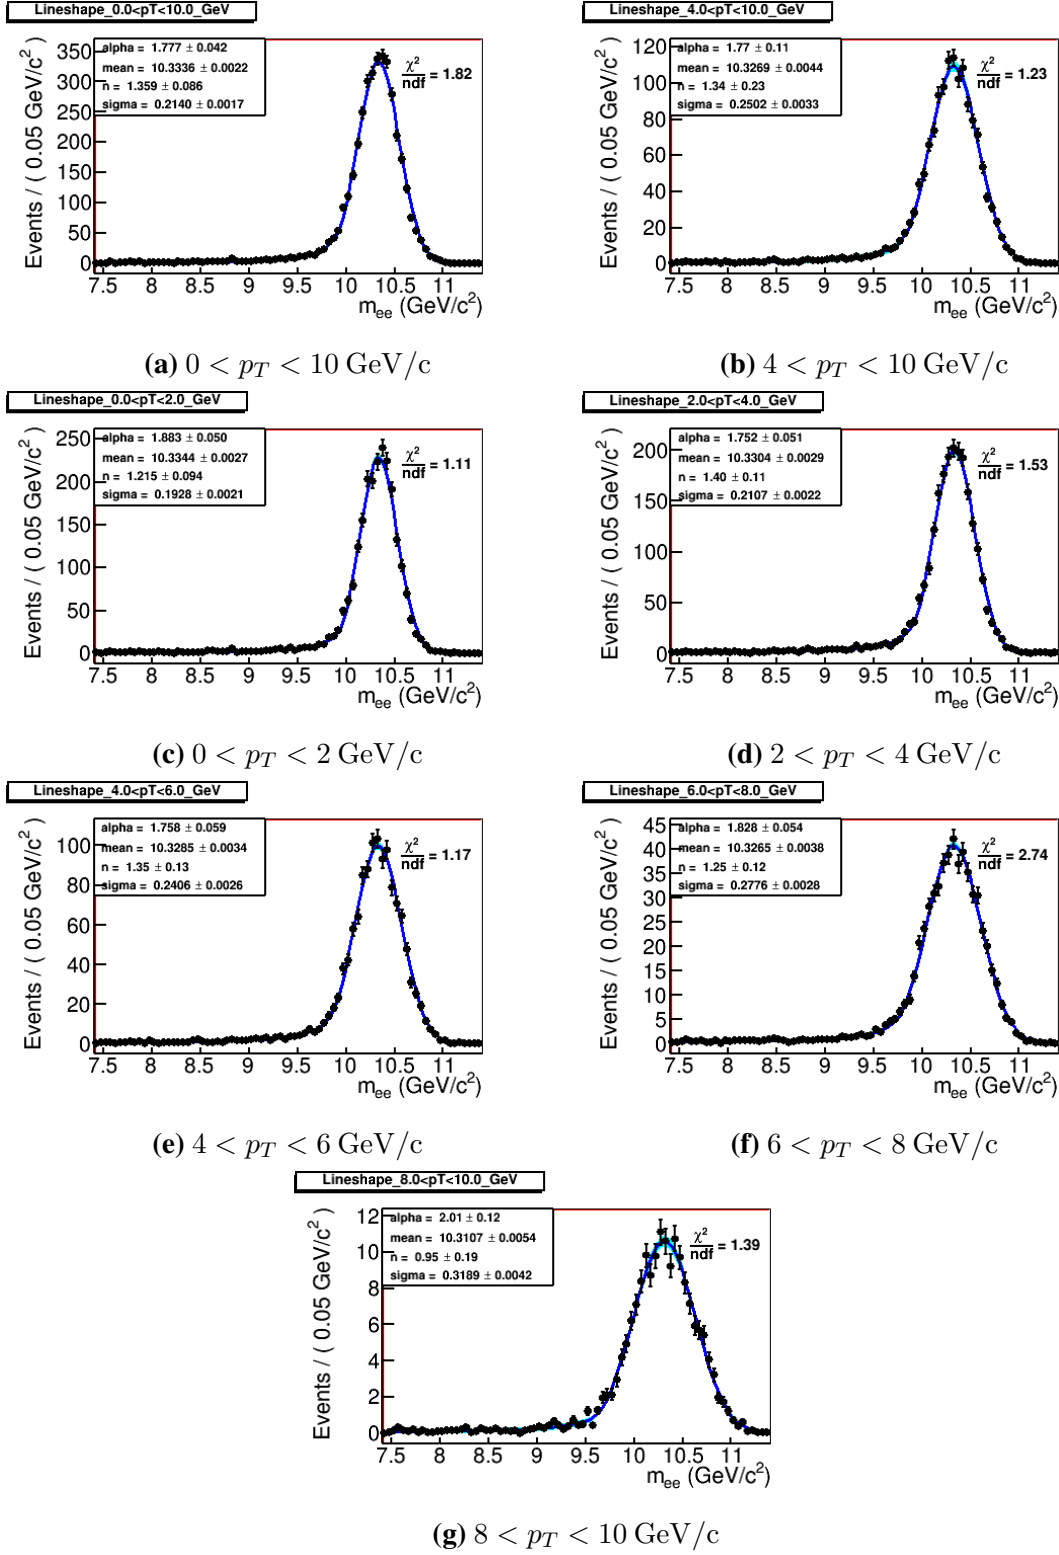 Lineshape_0.0<pT<10.0_GeV
alpha = 1.777 ± 0.042
mean = 10.3336 ± 0.0022
n = 1.359 ± 0.086
sigma = 0.2140 ± 0.0017
χ²/ndf = 1.82
Events / ( 0.05 GeV/c² )
350
300
250
200
150
100
50
0
7.5 8 8.5 9 9.5 10 10.5 11
m_ee (GeV/c²)
(a) 0 < p_T < 10 GeV/c
Lineshape_4.0<pT<10.0_GeV
alpha = 1.77 ± 0.11
mean = 10.3269 ± 0.0044
n = 1.34 ± 0.23
sigma = 0.2502 ± 0.0033
χ²/ndf = 1.23
Events / ( 0.05 GeV/c² )
120
100
80
60
40
20
0
7.5 8 8.5 9 9.5 10 10.5 11
m_ee (GeV/c²)
(b) 4 < p_T < 10 GeV/c
Lineshape_0.0<pT<2.0_GeV
alpha = 1.883 ± 0.050
mean = 10.3344 ± 0.0027
n = 1.215 ± 0.094
sigma = 0.1928 ± 0.0021
χ²/ndf = 1.11
Events / ( 0.05 GeV/c² )
250
200
150
100
50
0
7.5 8 8.5 9 9.5 10 10.5 11
m_ee (GeV/c²)
(c) 0 < p_T < 2 GeV/c
Lineshape_2.0<pT<4.0_GeV
alpha = 1.752 ± 0.051
mean = 10.3304 ± 0.0029
n = 1.40 ± 0.11
sigma = 0.2107 ± 0.0022
χ²/ndf = 1.53
Events / ( 0.05 GeV/c² )
200
150
100
50
0
7.5 8 8.5 9 9.5 10 10.5 11
m_ee (GeV/c²)
(d) 2 < p_T < 4 GeV/c
Lineshape_4.0<pT<6.0_GeV
alpha = 1.758 ± 0.059
mean = 10.3285 ± 0.0034
n = 1.35 ± 0.13
sigma = 0.2406 ± 0.0026
χ²/ndf = 1.17
Events / ( 0.05 GeV/c² )
100
80
60
40
20
0
7.5 8 8.5 9 9.5 10 10.5 11
m_ee (GeV/c²)
(e) 4 < p_T < 6 GeV/c
Lineshape_6.0<pT<8.0_GeV
alpha = 1.828 ± 0.054
mean = 10.3265 ± 0.0038
n = 1.25 ± 0.12
sigma = 0.2776 ± 0.0028
χ²/ndf = 2.74
Events / ( 0.05 GeV/c² )
45
40
35
30
25
20
15
10
5
0
7.5 8 8.5 9 9.5 10 10.5 11
m_ee (GeV/c²)
(f) 6 < p_T < 8 GeV/c
Lineshape_8.0<pT<10.0_GeV
alpha = 2.01 ± 0.12
mean = 10.3107 ± 0.0054
n = 0.95 ± 0.19
sigma = 0.3189 ± 0.0042
χ²/ndf = 1.39
Events / ( 0.05 GeV/c² )
12
10
8
6
4
2
0
7.5 8 8.5 9 9.5 10 10.5 11
m_ee (GeV/c²)
(g) 8 < p_T < 10 GeV/c